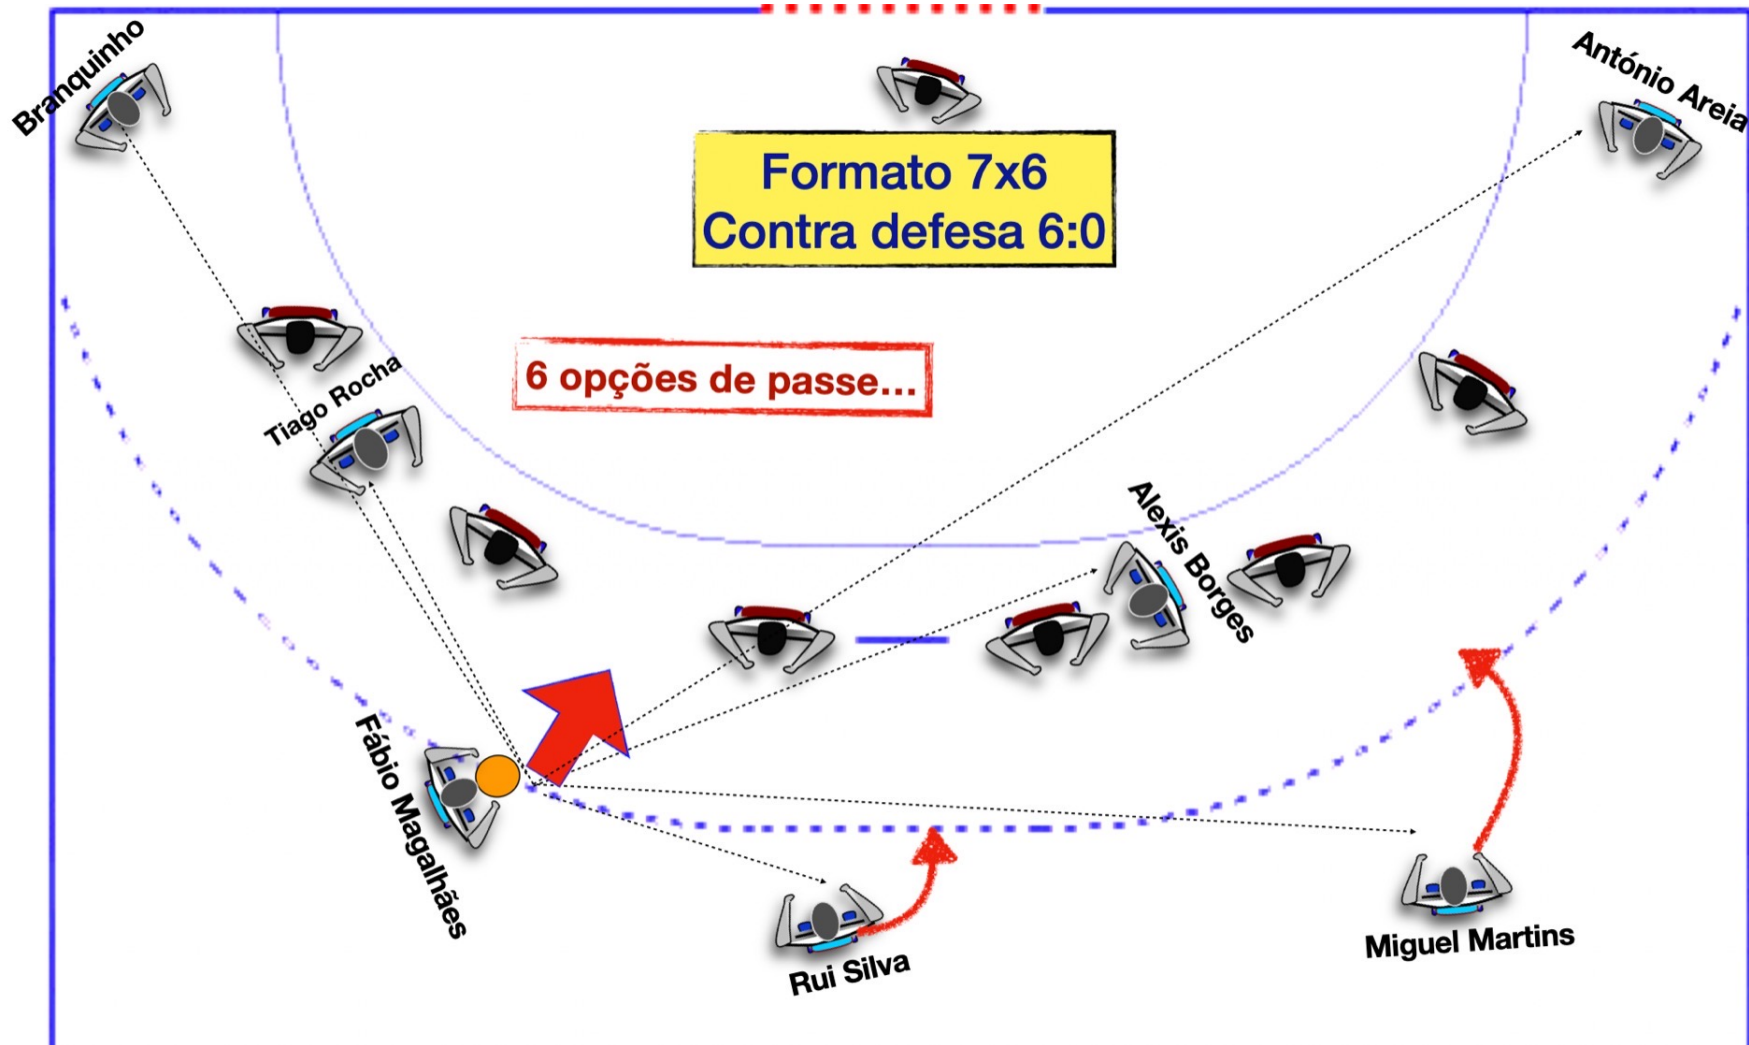 Branquinho
António Areia
Formato 7x6
Contra defesa 6:0
6 opções de passe...
Tiago Rocha
Alexis Borges
Fábio Magalhães
Rui Silva
Miguel Martins